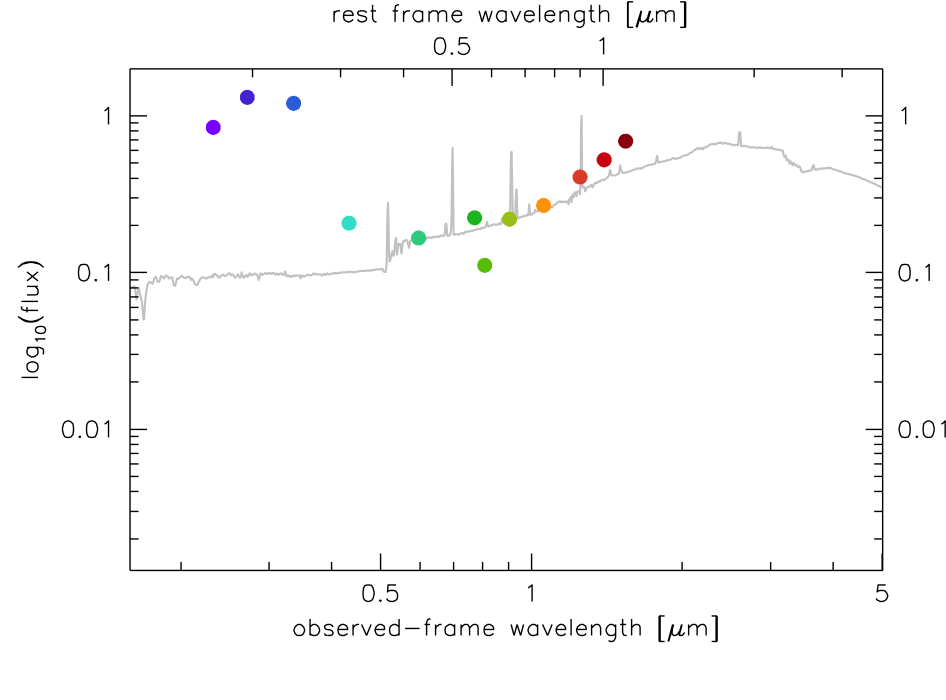 rest frame wavelength [μm]
0.5 1
1 1
0.1 0.1
0.01 0.01
log10(flux)
0.5 1 5
observed-frame wavelength [μm]